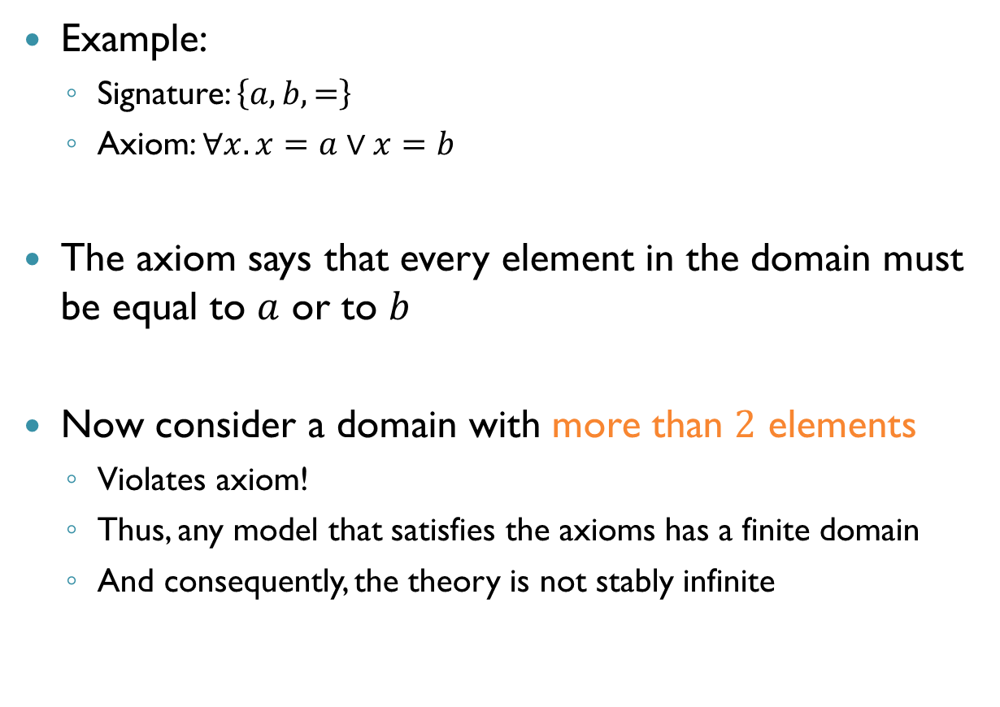 • Example:
◦ Signature: {𝑎, 𝑏, =}
◦ Axiom: ∀𝑥. 𝑥 = 𝑎 ∨ 𝑥 = 𝑏
• The axiom says that every element in the domain must
be equal to 𝑎 or to 𝑏
• Now consider a domain with more than 2 elements
◦ Violates axiom!
◦ Thus, any model that satisfies the axioms has a finite domain
◦ And consequently, the theory is not stably infinite